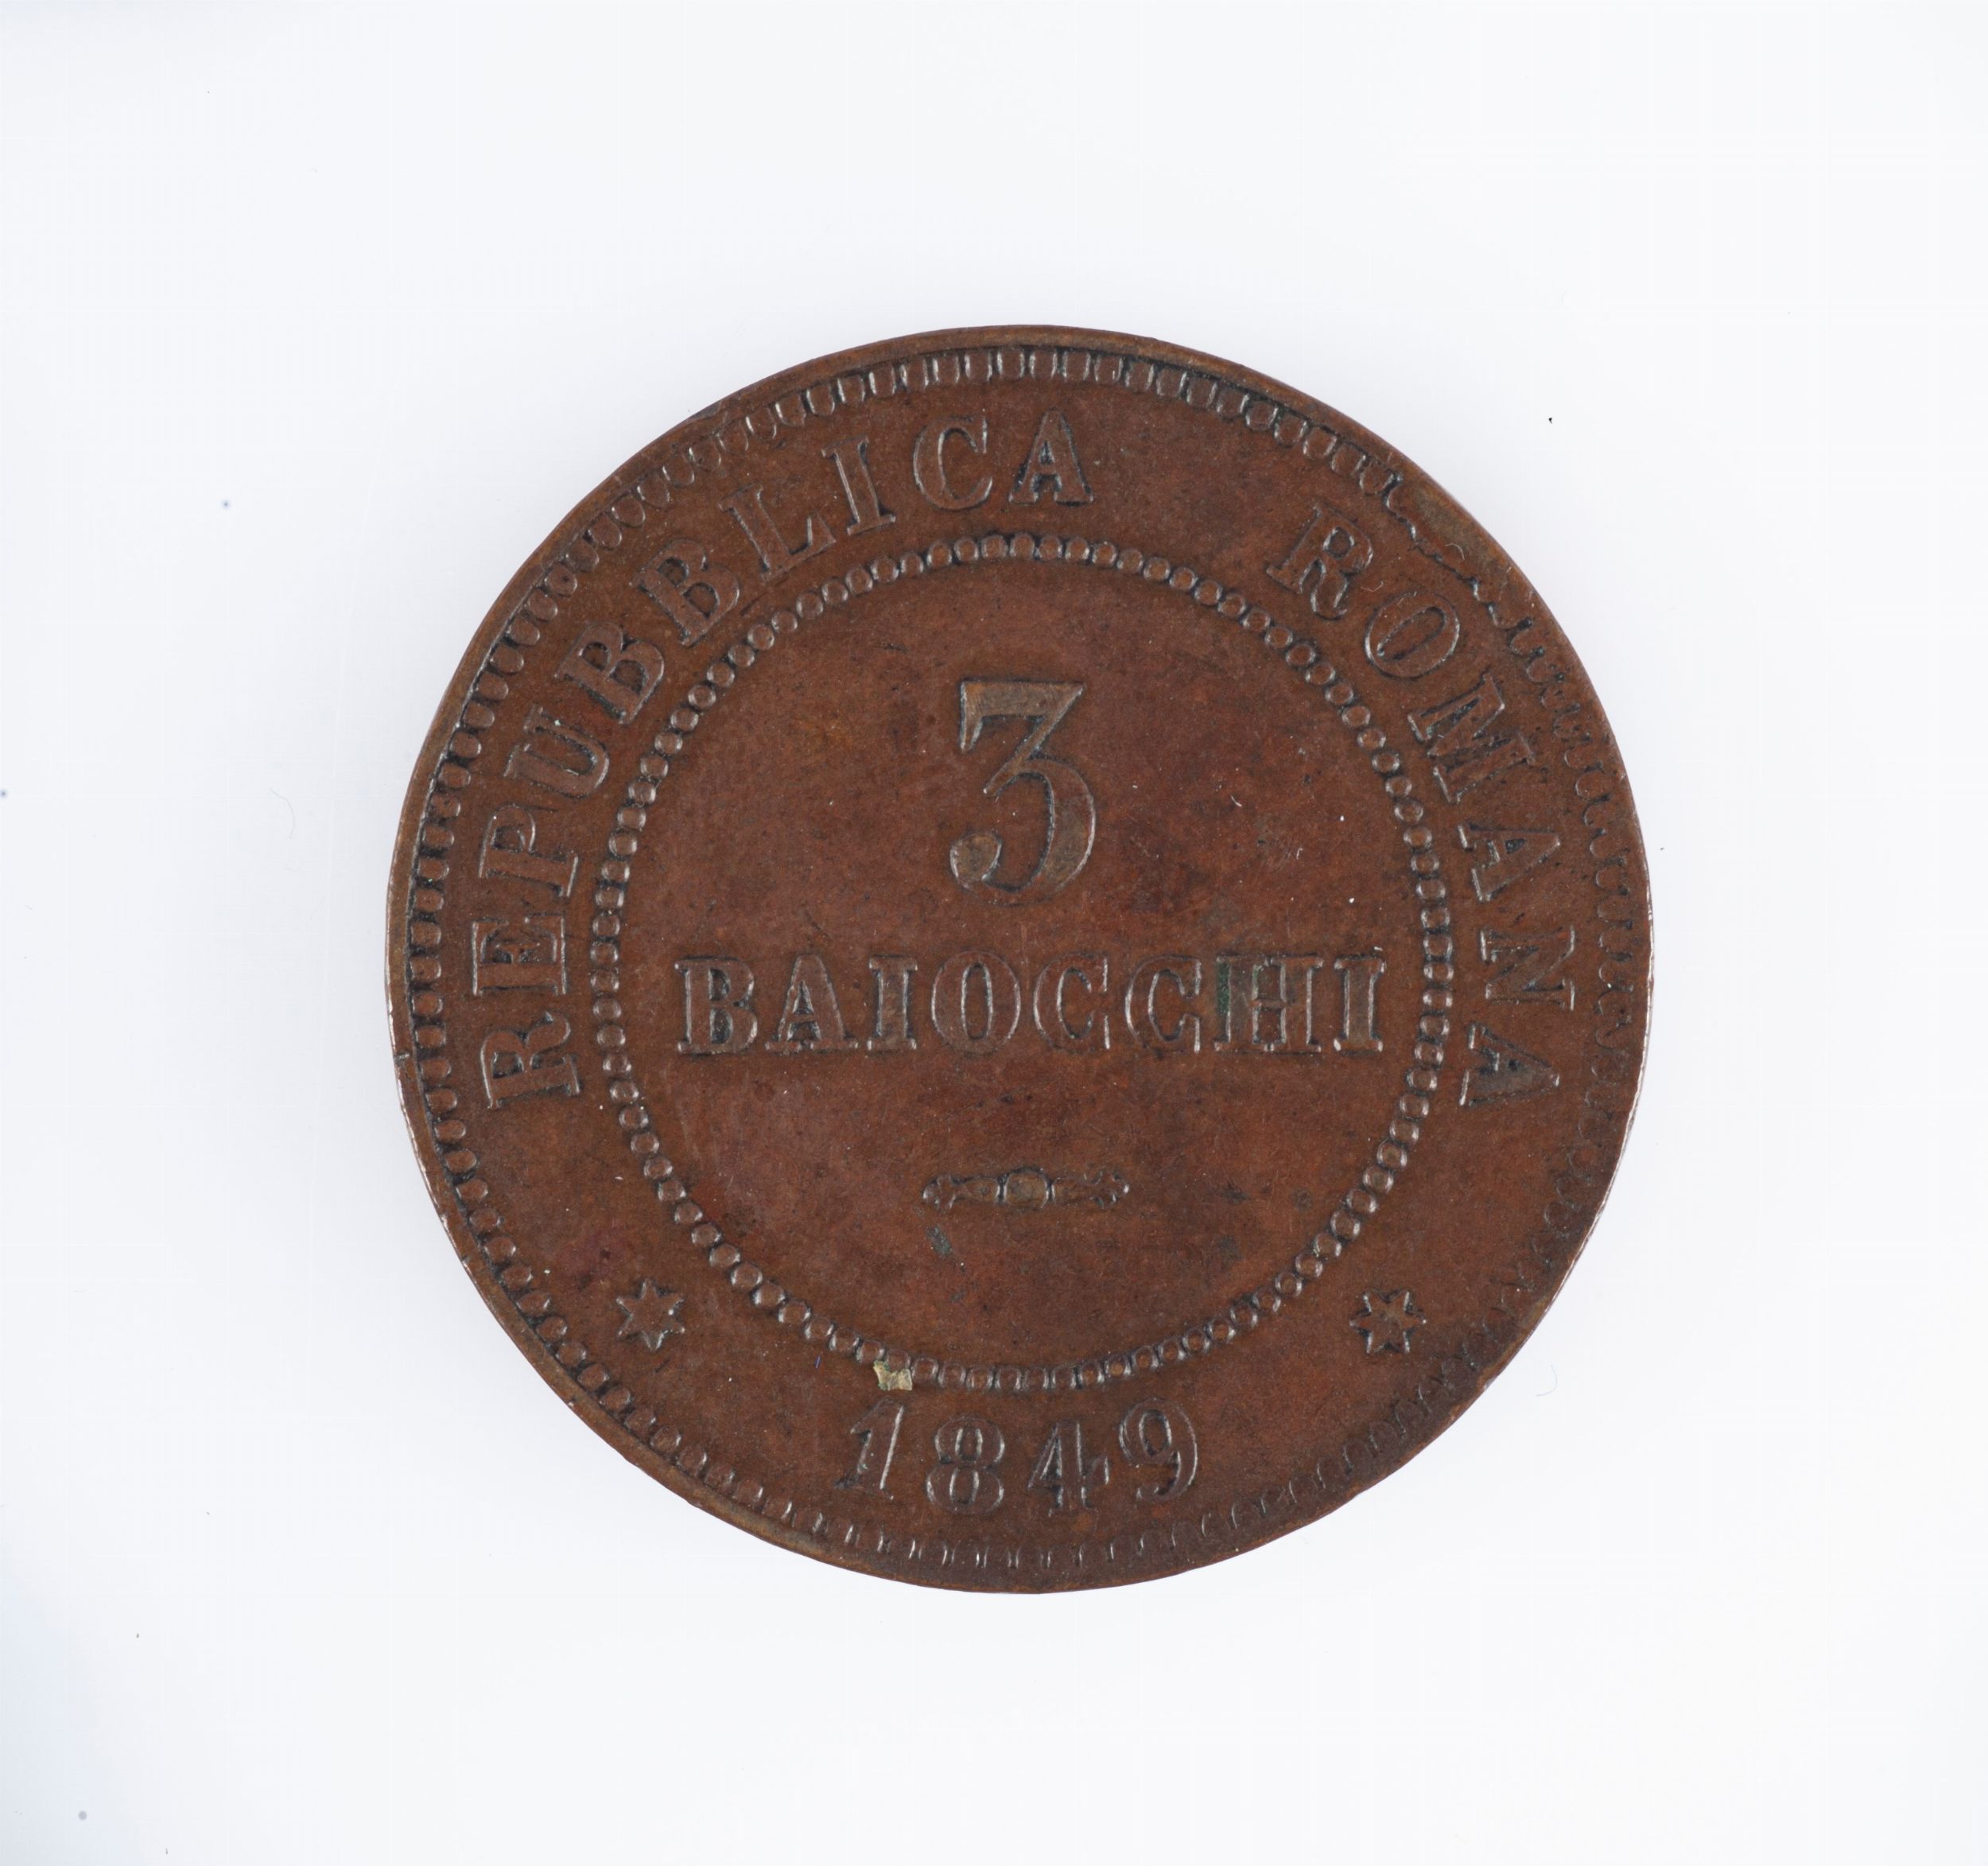 REPUBBLICA ROMANA
3
BAIOCCHI
1849